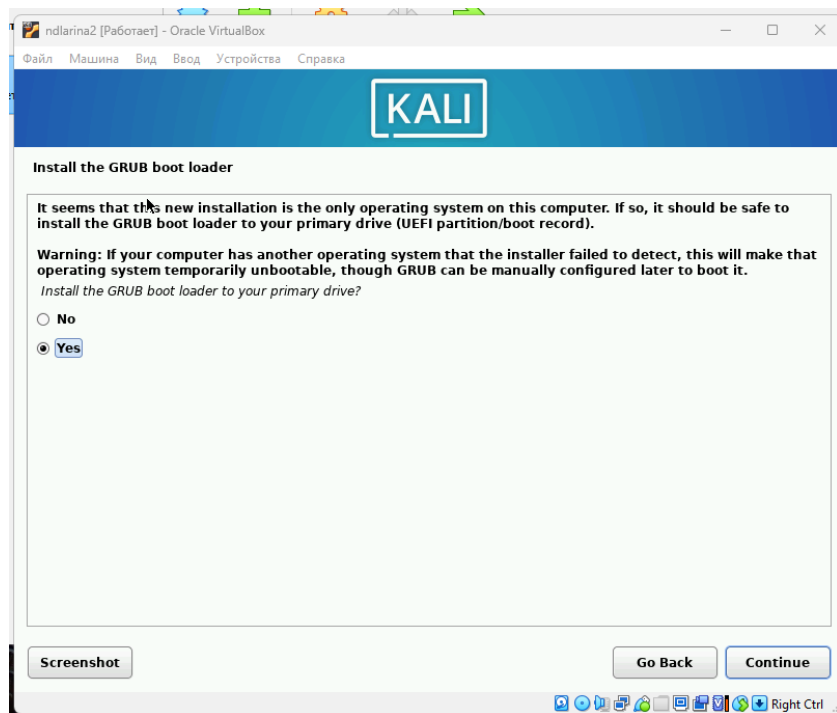 ndlarina2 [Работает] - Oracle VirtualBox
Файл Машина Вид Ввод Устройства Справка
KALI
Install the GRUB boot loader
It seems that this new installation is the only operating system on this computer. If so, it should be safe to
install the GRUB boot loader to your primary drive (UEFI partition/boot record).
Warning: If your computer has another operating system that the installer failed to detect, this will make that
operating system temporarily unbootable, though GRUB can be manually configured later to boot it.
Install the GRUB boot loader to your primary drive?
No
Yes
Screenshot
Go Back Continue
Right Ctrl